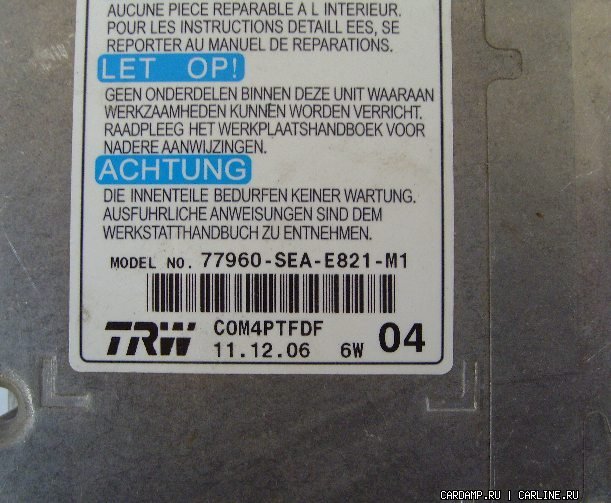 AUCUNE PIECE REPARABLE A L INTERIEUR.
POUR LES INSTRUCTIONS DETAILL EES, SE
REPORTER AU MANUEL DE REPARATIONS.
LET OP!
GEEN ONDERDELEN BINNEN DEZE UNIT WAARAAN
WERKZAAMHEDEN KUNNEN WORDEN VERRICHT.
RAADPLEEG HET WERKPLAATSHANDBOEK VOOR
NADERE AANWIJZINGEN.
ACHTUNG
DIE INNENTEILE BEDURFEN KEINER WARTUNG.
AUSFUHRLICHE ANWEISUNGEN SIND DEM
WERKSTATTHANDBUCH ZU ENTNEHMEN.
MODEL NO. 77960-SEA-E821-M1
TRW COM4PTFDF
11.12.06 6W 04
CARDAMP.RU | CARLINE.RU